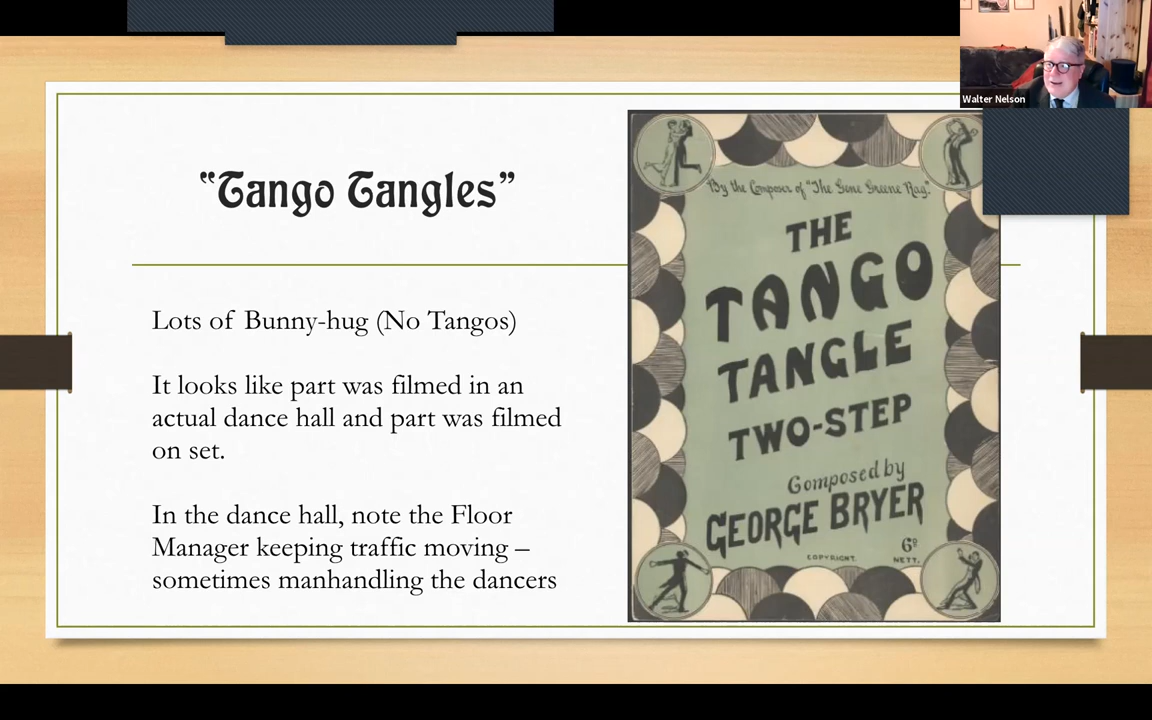 Walter Nelson
“Tango Tangles”
Lots of Bunny-hug (No Tangos)
It looks like part was filmed in an
actual dance hall and part was filmed
on set.
In the dance hall, note the Floor
Manager keeping traffic moving –
sometimes manhandling the dancers
By the Composer of "The Gene Greene Rag".
THE
TANGO
TANGLE
TWO-STEP
Composed by
GEORGE BRYER
COPYRIGHT.
6D
NETT.